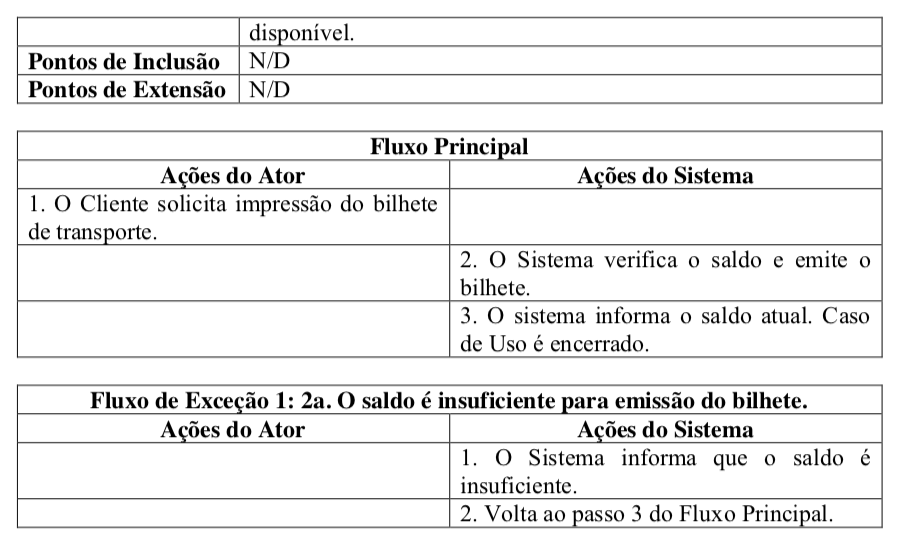 disponível.
Pontos de Inclusão N/D
Pontos de Extensão N/D
Fluxo Principal
Ações do Ator Ações do Sistema
1. O Cliente solicita impressão do bilhete
de transporte.
2. O Sistema verifica o saldo e emite o
bilhete.
3. O sistema informa o saldo atual. Caso
de Uso é encerrado.
Fluxo de Exceção 1: 2a. O saldo é insuficiente para emissão do bilhete.
Ações do Ator Ações do Sistema
1. O Sistema informa que o saldo é
insuficiente.
2. Volta ao passo 3 do Fluxo Principal.